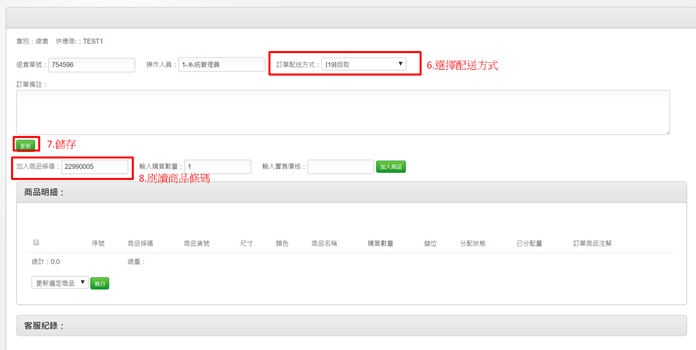 倉別：退倉 供應商：：TEST1
退倉單號： 754596 操作人員： 1-系統管理員 訂單配送方式： [19]自取 6.選擇配送方式
訂單備註：
更新 7.儲存
加入商品條碼： 22990005 輸入購買數量： 1 輸入實售價格： 加入商品
8.刷讀商品條碼
商品明細：
序號 商品條碼 商品貨號 尺寸 顏色 商品名稱 購買數量 儲位 分配狀態 已分配量 訂單商品注解
總計：0.0 總重：
更新選定商品 執行
客服紀錄：